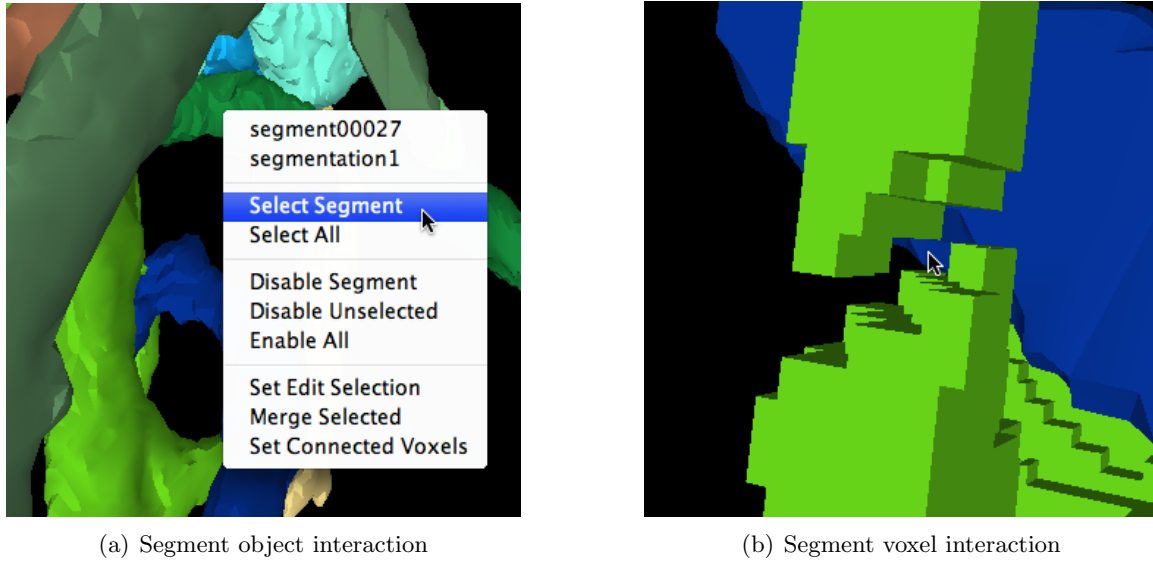 segment00027
segmentation1
Select Segment
Select All
Disable Segment
Disable Unselected
Enable All
Set Edit Selection
Merge Selected
Set Connected Voxels
(a) Segment object interaction
(b) Segment voxel interaction